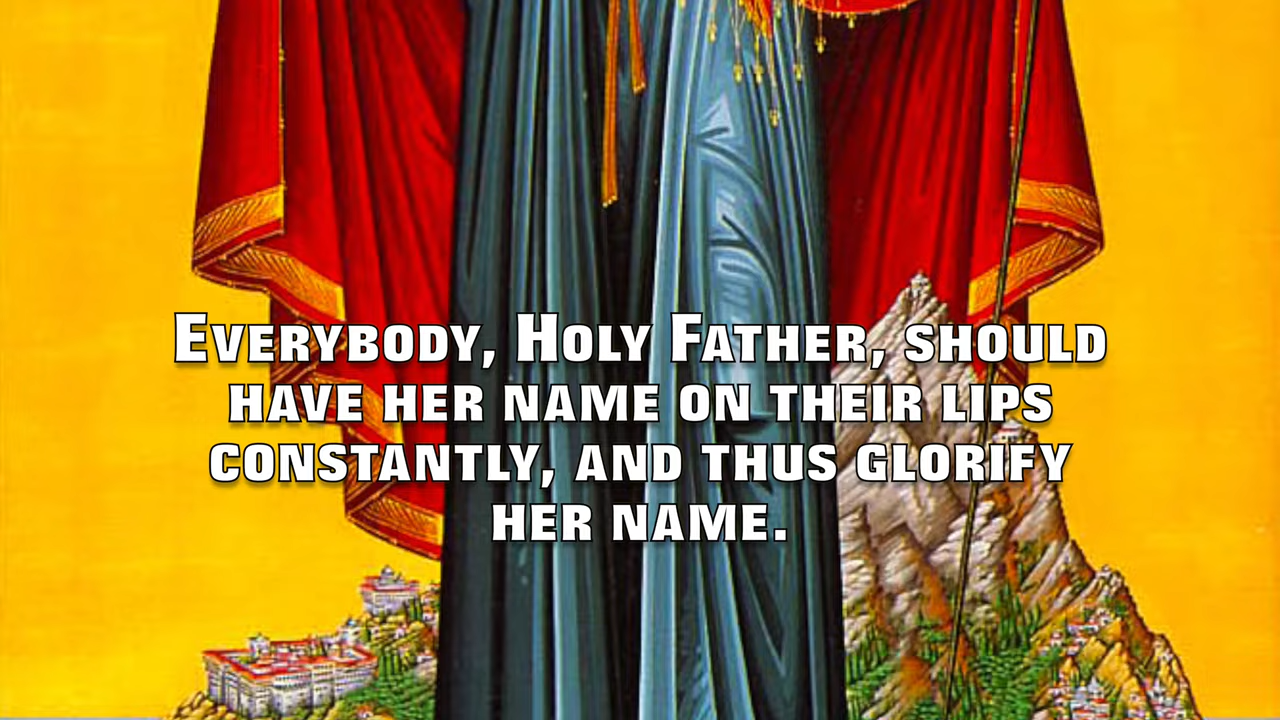 Everybody, Holy Father, should
have her name on their lips
constantly, and thus glorify
her name.